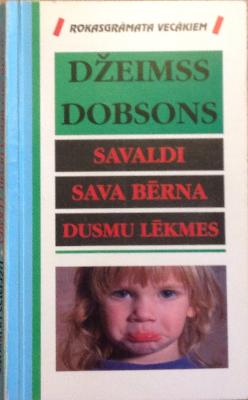 ROKASGRĀMATA VECĀKIEM
DŽEIMSS
DOBSONS
SAVALDI
SAVA BĒRNA
DUSMU LĒKMES